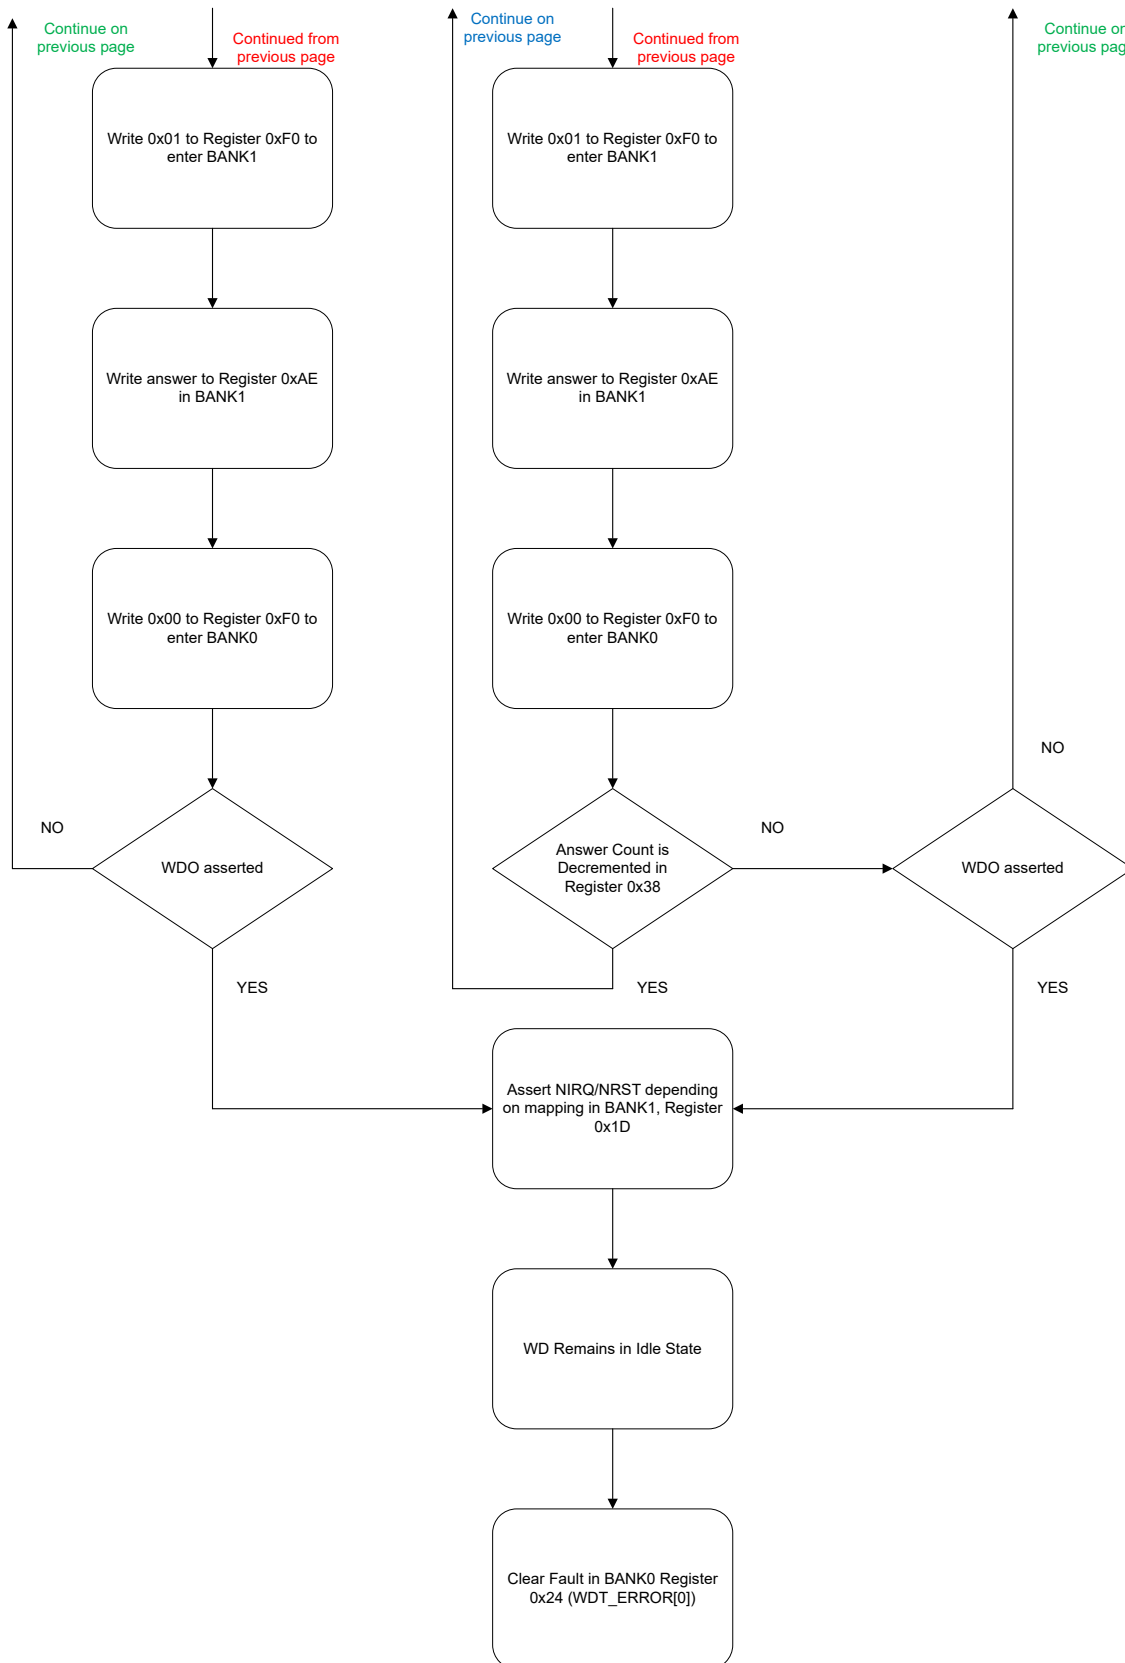 Continue on
previous page
Continued from
previous page
Continue on
previous page
Continued from
previous page
Continue on
previous pag
Write 0x01 to Register 0xF0 to
enter BANK1
Write 0x01 to Register 0xF0 to
enter BANK1
Write answer to Register 0xAE
in BANK1
Write answer to Register 0xAE
in BANK1
Write 0x00 to Register 0xF0 to
enter BANK0
Write 0x00 to Register 0xF0 to
enter BANK0
NO
NO
WDO asserted
NO
Answer Count is
Decremented in
Register 0x38
WDO asserted
YES
YES
YES
Assert NIRQ/NRST depending
on mapping in BANK1, Register
0x1D
WD Remains in Idle State
Clear Fault in BANK0 Register
0x24 (WDT_ERROR[0])